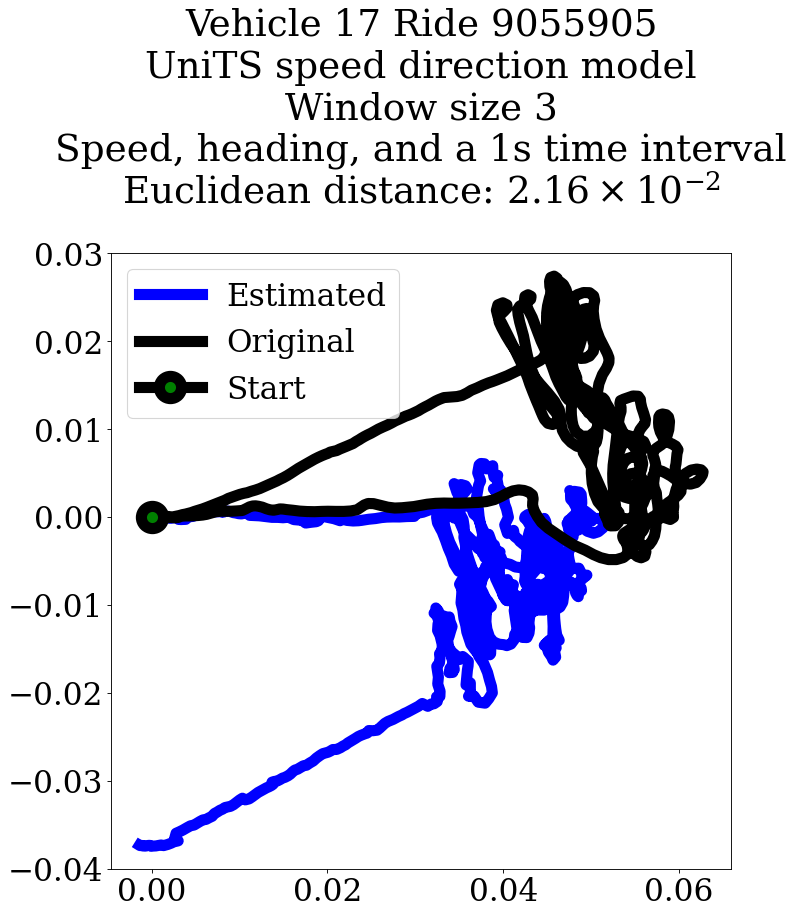 Vehicle 17 Ride 9055905
UniTS speed direction model
Window size 3
Speed, heading, and a 1s time interval
Euclidean distance: 2.16 × 10⁻²
0.03
0.02
0.01
0.00
−0.01
−0.02
−0.03
−0.04
Estimated
Original
Start
0.00 0.02 0.04 0.06